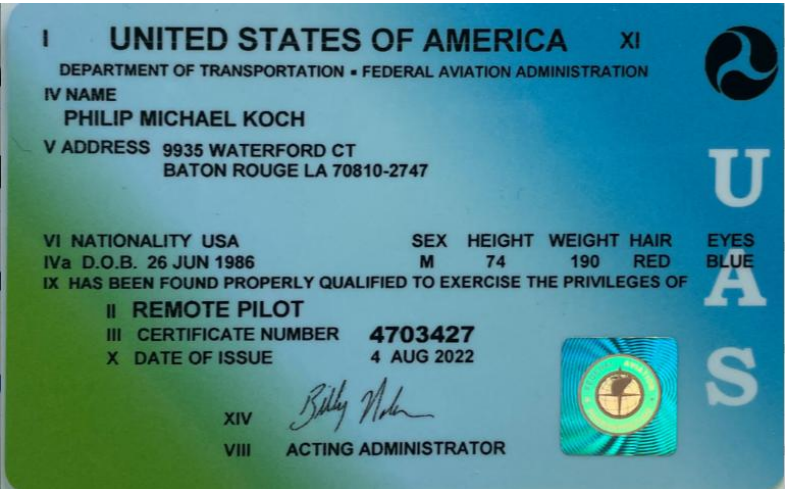 I UNITED STATES OF AMERICA XI
DEPARTMENT OF TRANSPORTATION ▪ FEDERAL AVIATION ADMINISTRATION
IV NAME
PHILIP MICHAEL KOCH
V ADDRESS 9935 WATERFORD CT
BATON ROUGE LA 70810-2747
VI NATIONALITY USA SEX HEIGHT WEIGHT HAIR EYES
IVa D.O.B. 26 JUN 1986 M 74 190 RED BLUE
IX HAS BEEN FOUND PROPERLY QUALIFIED TO EXERCISE THE PRIVILEGES OF
II REMOTE PILOT
III CERTIFICATE NUMBER 4703427
X DATE OF ISSUE 4 AUG 2022
XIV Billy Nolen
VIII ACTING ADMINISTRATOR
UAS